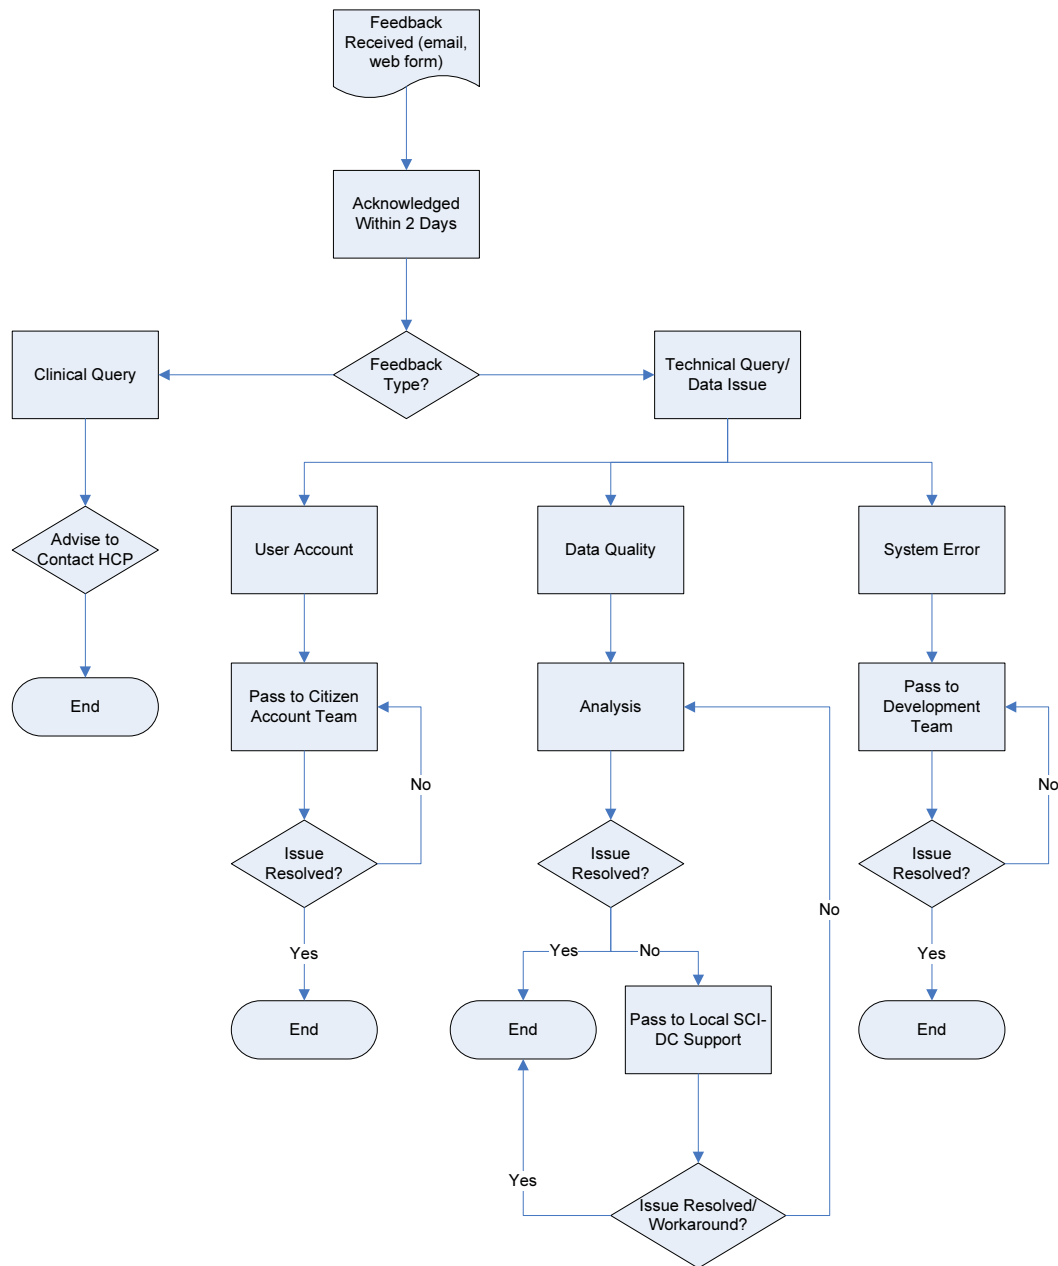 Feedback
Received (email,
web form)
Acknowledged
Within 2 Days
Clinical Query
Feedback
Type?
Technical Query/
Data Issue
Advise to
Contact HCP
User Account
Data Quality
System Error
End
Pass to Citizen
Account Team
Analysis
Pass to
Development
Team
No
No
Issue
Resolved?
Issue
Resolved?
Issue
Resolved?
No
Yes
Yes
No
Yes
End
End
Pass to Local SCI-
DC Support
End
Yes
Issue Resolved/
Workaround?